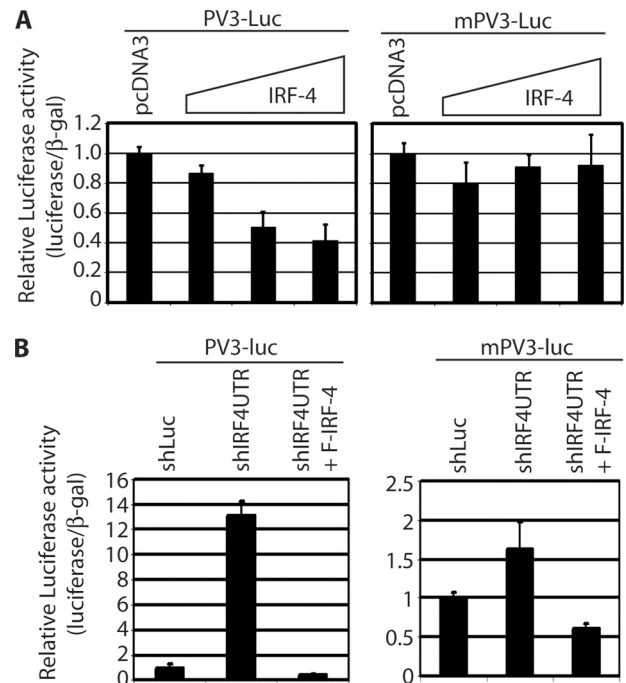 A
PV3-Luc
mPV3-Luc
pcDNA3
IRF-4
pcDNA3
IRF-4
Relative Luciferase activity
(luciferase/β-gal)
1.2
1.0
0.8
0.6
0.4
0.2
0
B
PV3-luc
mPV3-luc
shLuc
shIRF4UTR
shIRF4UTR
+ F-IRF-4
shLuc
shIRF4UTR
shIRF4UTR
+ F-IRF-4
Relative Luciferase activity
(luciferase/β-gal)
16
14
12
10
8
6
4
2
0
2.5
2
1.5
1
0.5
0